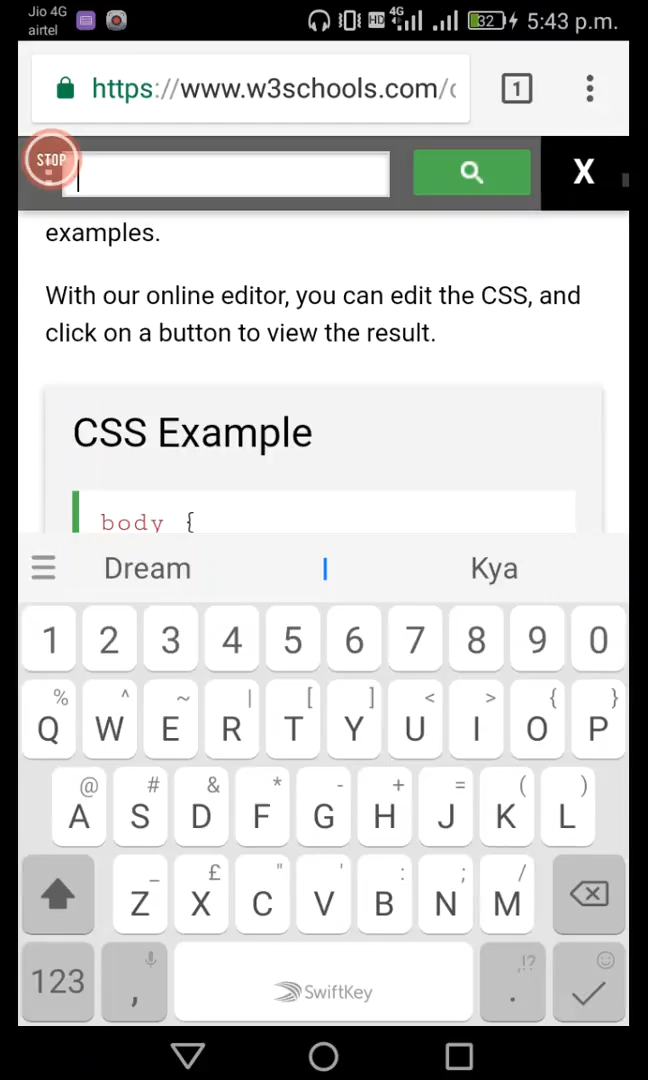 Jio 4G
airtel
HD 4G 32 5:43 p.m.
https://www.w3schools.com/c
1
STOP
X
examples.
With our online editor, you can edit the CSS, and
click on a button to view the result.
CSS Example
body {
Dream I Kya
1 2 3 4 5 6 7 8 9 0
% ^ ~ | [ ] < > { }
Q W E R T Y U I O P
@ # & * - + = ( )
A S D F G H J K L
_ £ " ' : ; /
Z X C V B N M
123 , SwiftKey ,!? .